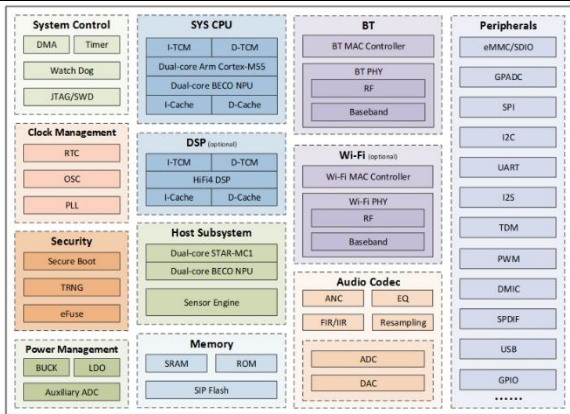 System Control
DMA Timer
Watch Dog
JTAG/SWD
Clock Management
RTC
OSC
PLL
Security
Secure Boot
TRNG
eFuse
Power Management
BUCK LDO
Auxiliary ADC
SYS CPU
I-TCM D-TCM
Dual-core Arm Cortex-M55
Dual-core BECO NPU
I-Cache D-Cache
DSP (optional)
I-TCM D-TCM
HiFi4 DSP
I-Cache D-Cache
Host Subsystem
Dual-core STAR-MC1
Dual-core BECO NPU
Sensor Engine
Memory
SRAM ROM
SIP Flash
BT
BT MAC Controller
BT PHY
RF
Baseband
Wi-Fi (optional)
Wi-Fi MAC Controller
Wi-Fi PHY
RF
Baseband
Audio Codec
ANC EQ
FIR/IIR Resampling
ADC
DAC
Peripherals
eMMC/SDIO
GPADC
SPI
I2C
UART
I2S
TDM
PWM
DMIC
SPDIF
USB
GPIO
······